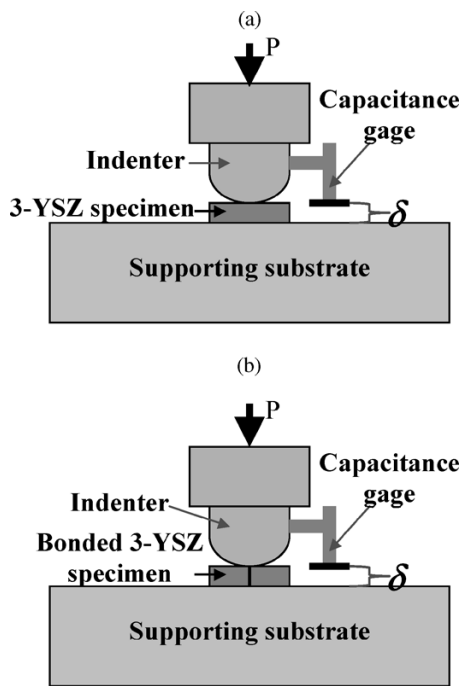 (a)
P
Capacitance
gage
Indenter
3-YSZ specimen
δ
Supporting substrate
(b)
P
Capacitance
gage
Indenter
Bonded 3-YSZ
specimen
δ
Supporting substrate